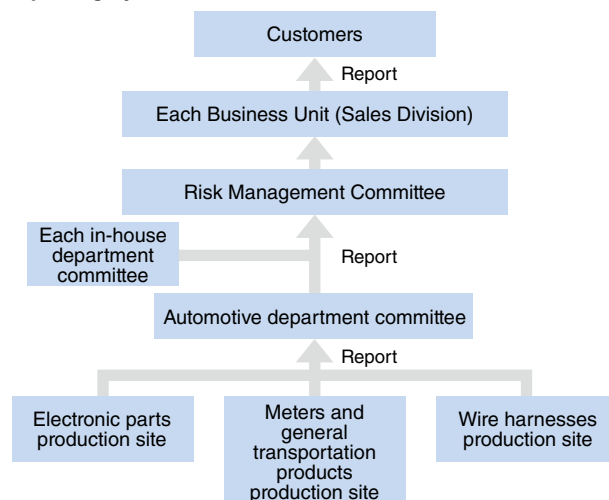 Customers
Report
Each Business Unit (Sales Division)
Risk Management Committee
Each in-house
department
committee
Report
Automotive department committee
Report
Electronic parts
production site
Meters and
general
transportation
products
production site
Wire harnesses
production site